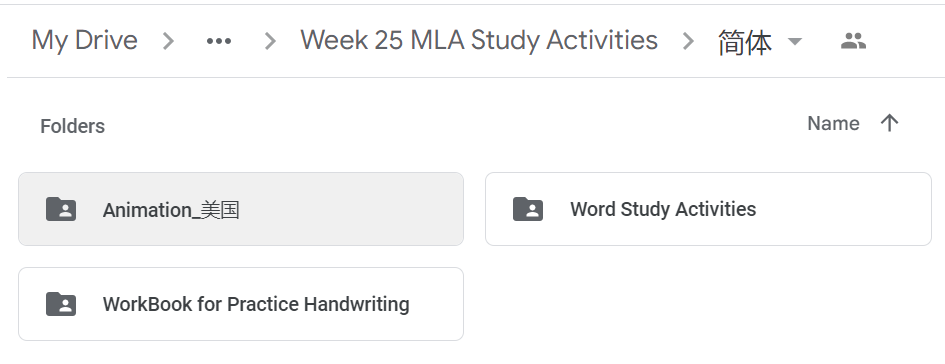 My Drive > ••• > Week 25 MLA Study Activities > 简体
Folders
Name ↑
Animation_美国
Word Study Activities
WorkBook for Practice Handwriting